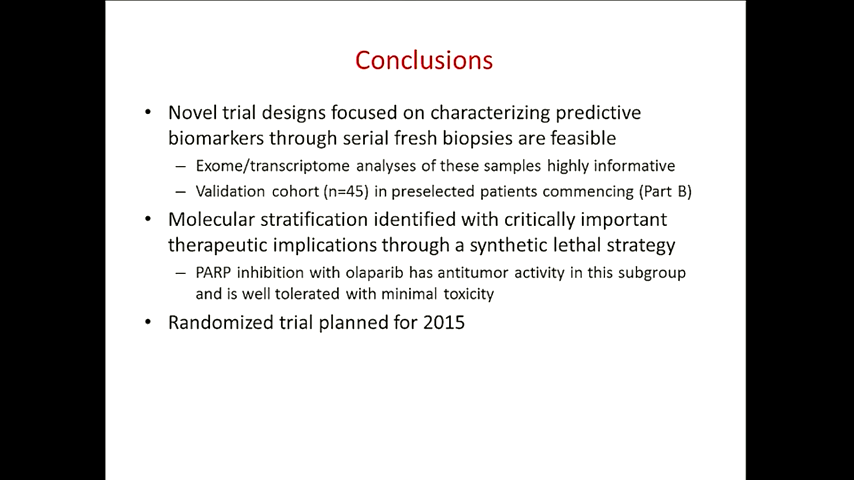 Conclusions
• Novel trial designs focused on characterizing predictive
biomarkers through serial fresh biopsies are feasible
– Exome/transcriptome analyses of these samples highly informative
– Validation cohort (n=45) in preselected patients commencing (Part B)
• Molecular stratification identified with critically important
therapeutic implications through a synthetic lethal strategy
– PARP inhibition with olaparib has antitumor activity in this subgroup
and is well tolerated with minimal toxicity
• Randomized trial planned for 2015